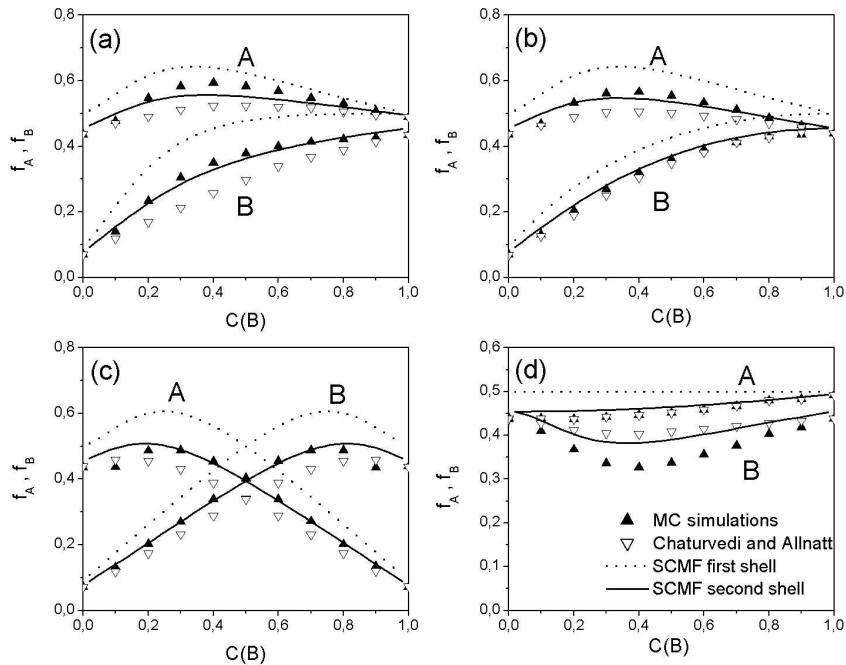 (a)
A
B
0,8
0,6
0,4
0,2
0,0
f_A , f_B
0,0 0,2 0,4 0,6 0,8 1,0
C(B)
(b)
A
B
0,8
0,6
0,4
0,2
0,0
f_A , f_B
0,0 0,2 0,4 0,6 0,8 1,0
C(B)
(c)
A
B
0,8
0,6
0,4
0,2
0,0
f_A , f_B
0,0 0,2 0,4 0,6 0,8 1,0
C(B)
(d)
A
B
0,6
0,5
0,4
0,3
0,2
0,1
0,0
f_A , f_B
MC simulations
Chaturvedi and Allnatt
SCMF first shell
SCMF second shell
0,0 0,2 0,4 0,6 0,8 1,0
C(B)